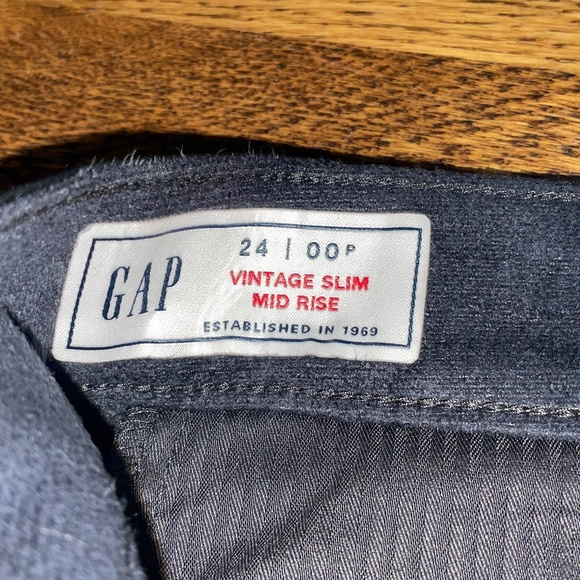 GAP
24 | 00P
VINTAGE SLIM
MID RISE
ESTABLISHED IN 1969